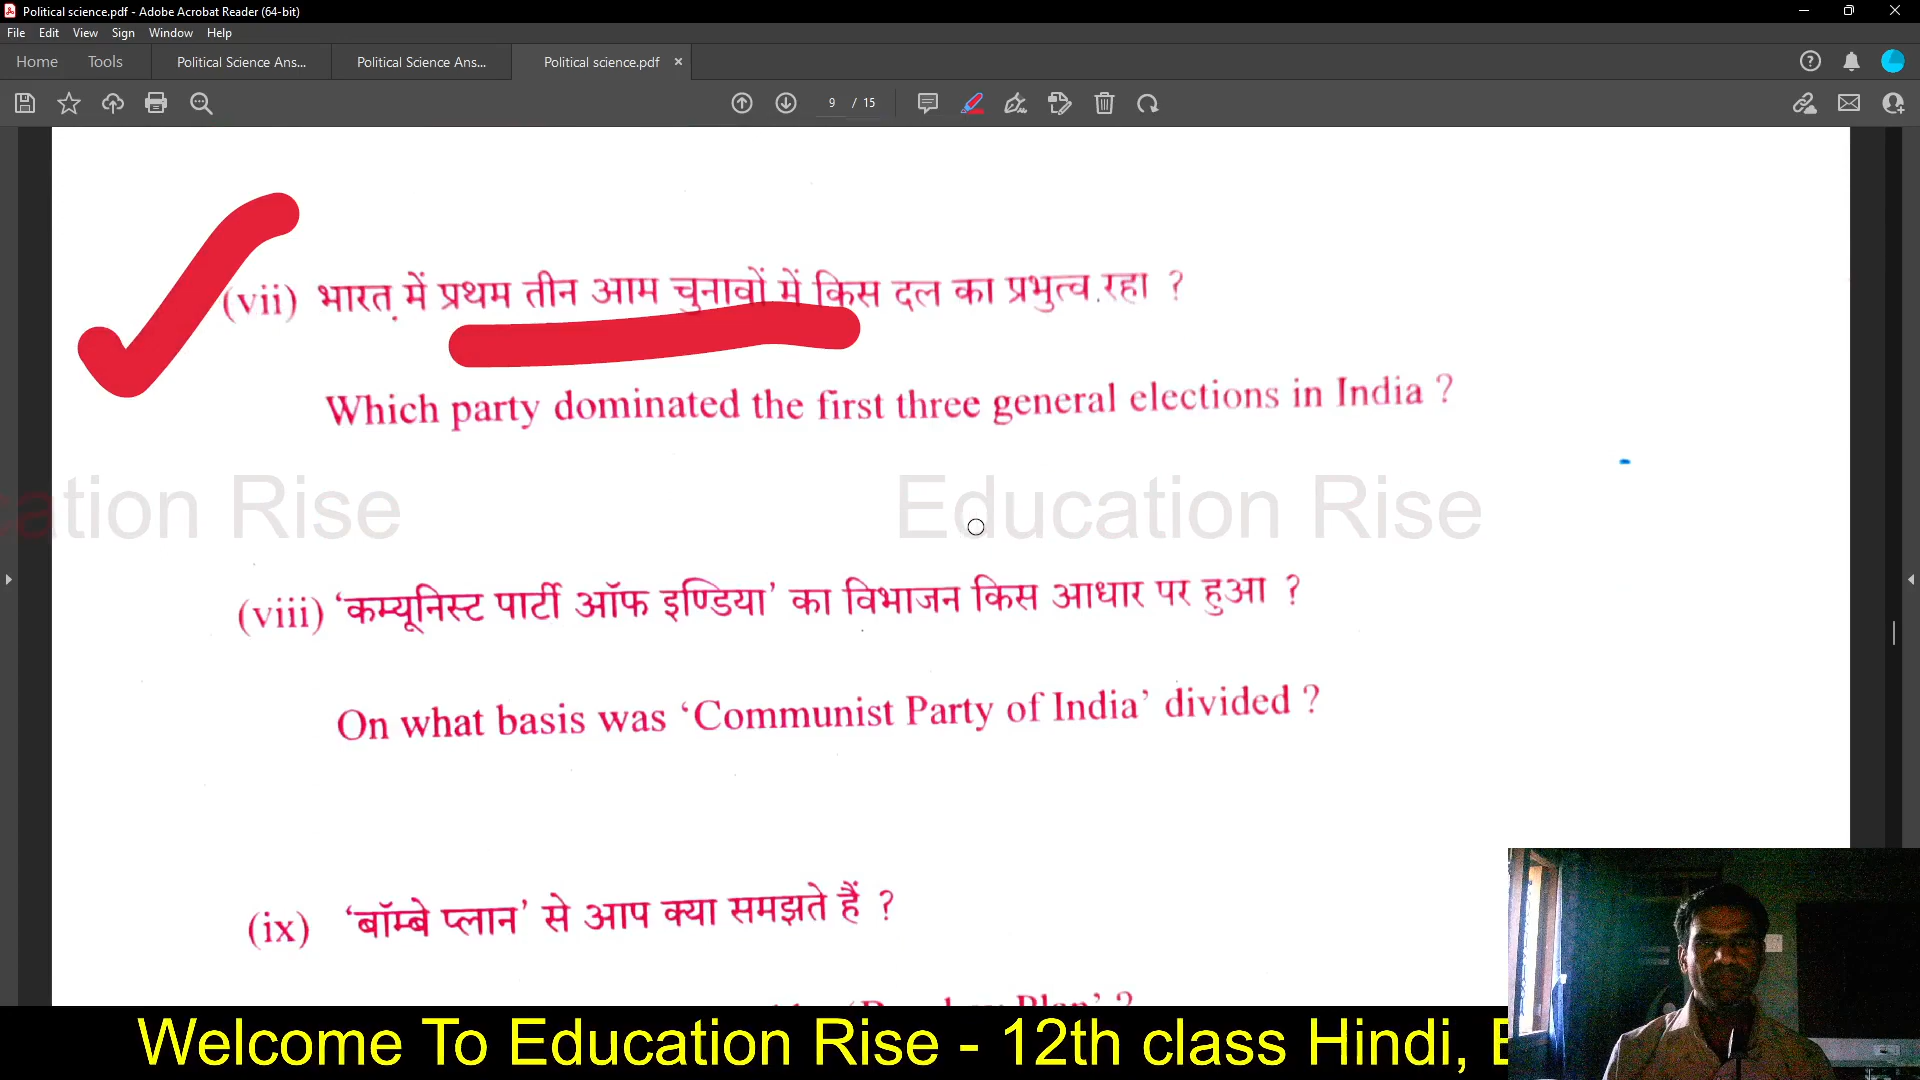 Political science.pdf - Adobe Acrobat Reader (64-bit)
File Edit View Sign Window Help
Home Tools Political Science Ans... Political Science Ans... Political science.pdf
9 / 15
(vii) भारत में प्रथम तीन आम चुनावों में किस दल का प्रभुत्व रहा ?
Which party dominated the first three general elections in India ?
cation Rise Education Rise
(viii) ‘कम्यूनिस्ट पार्टी ऑफ इण्डिया’ का विभाजन किस आधार पर हुआ ?
On what basis was ‘Communist Party of India’ divided ?
(ix) ‘बॉम्बे प्लान’ से आप क्या समझते हैं ?
Plan’ ?
Welcome To Education Rise - 12th class Hindi,